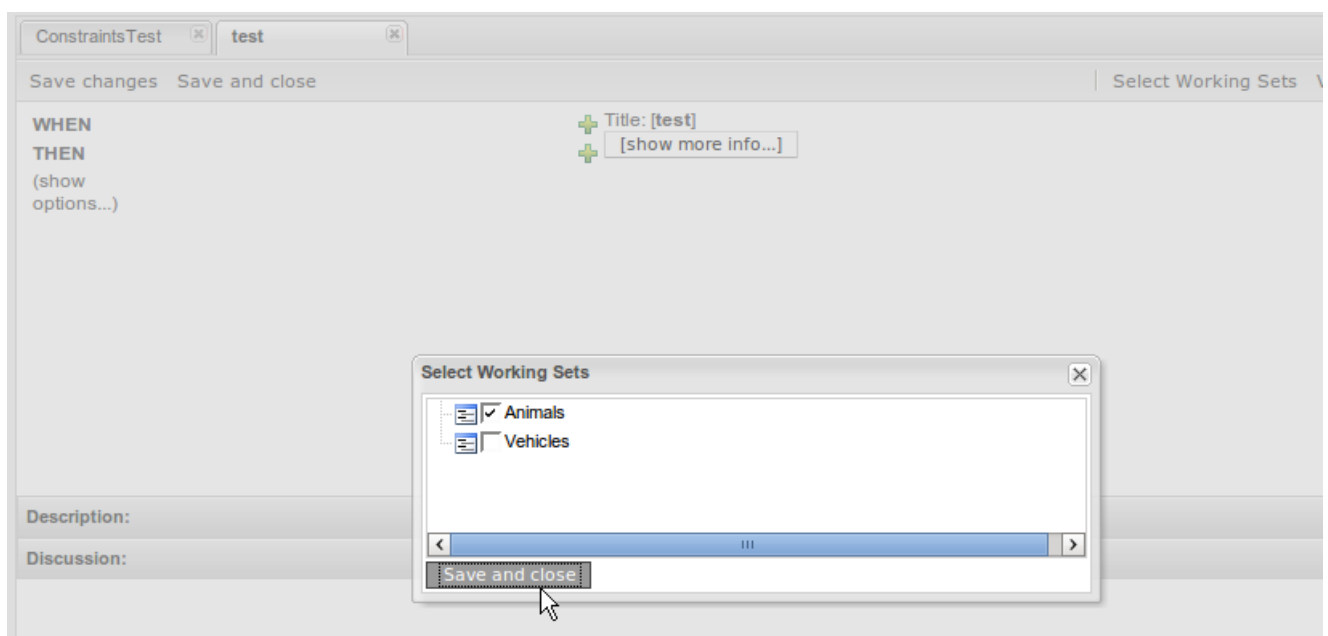 ConstraintsTest test
Save changes Save and close Select Working Sets
WHEN
THEN
(show
options...)
Title: [test]
[show more info...]
Select Working Sets
Animals
Vehicles
Save and close
Description:
Discussion: